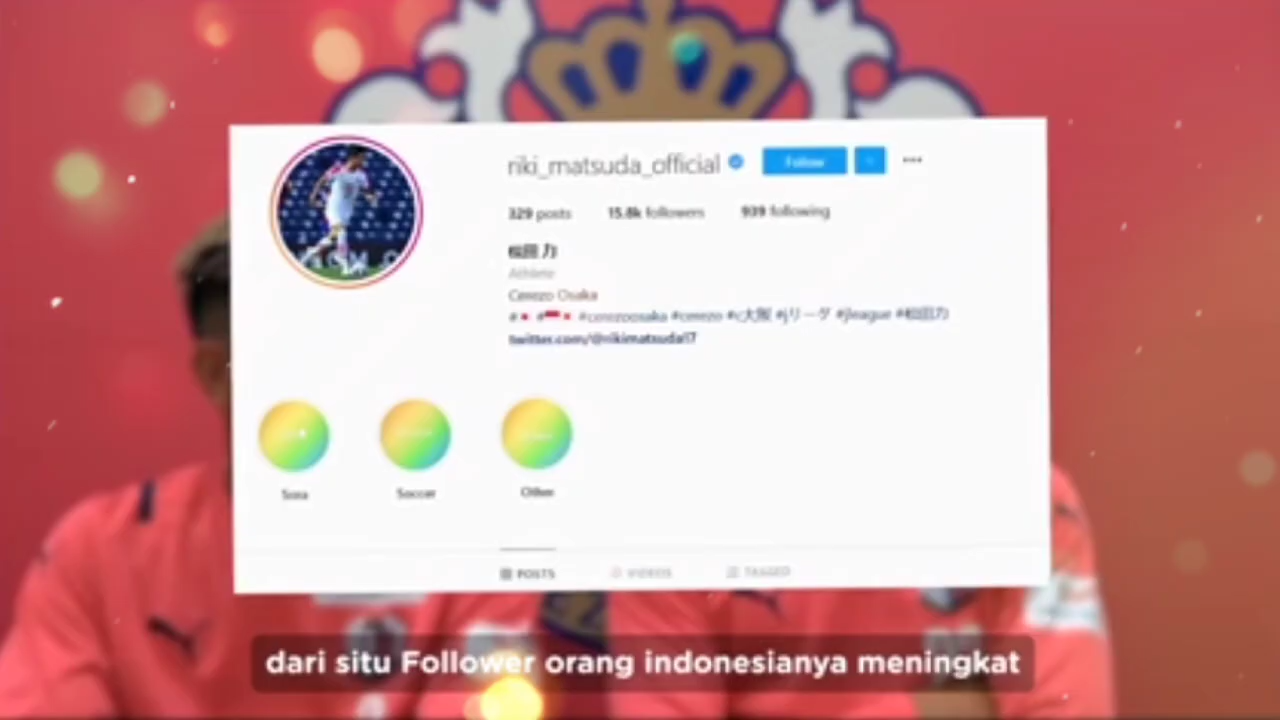 riki_matsuda_official Follow
329 posts 15.8k followers 939 following
松田 力
Athlete
Cerezo Osaka
#🇯🇵 #🇮🇩🇯🇵 #cerezoosaka #cerezo #c大阪 #jリーグ #jleague #松田力
twitter.com/@rikimatsuda17
Soccer Other
POSTS VIDEOS TAGGED
dari situ Follower orang indonesianya meningkat